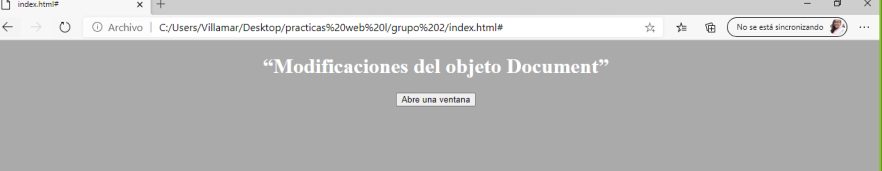 index.html#
Archivo C:/Users/Villamar/Desktop/practicas%20web%20l/grupo%202/index.html# No se está sincronizando
“Modificaciones del objeto Document”
Abre una ventana